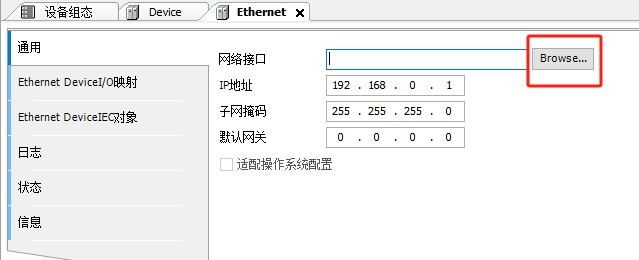 设备组态 Device Ethernet
通用
Ethernet DeviceI/O映射
Ethernet DeviceIEC对象
日志
状态
信息
网络接口 Browse...
IP地址 192 . 168 . 0 . 1
子网掩码 255 . 255 . 255 . 0
默认网关 0 . 0 . 0 . 0
适配操作系统配置